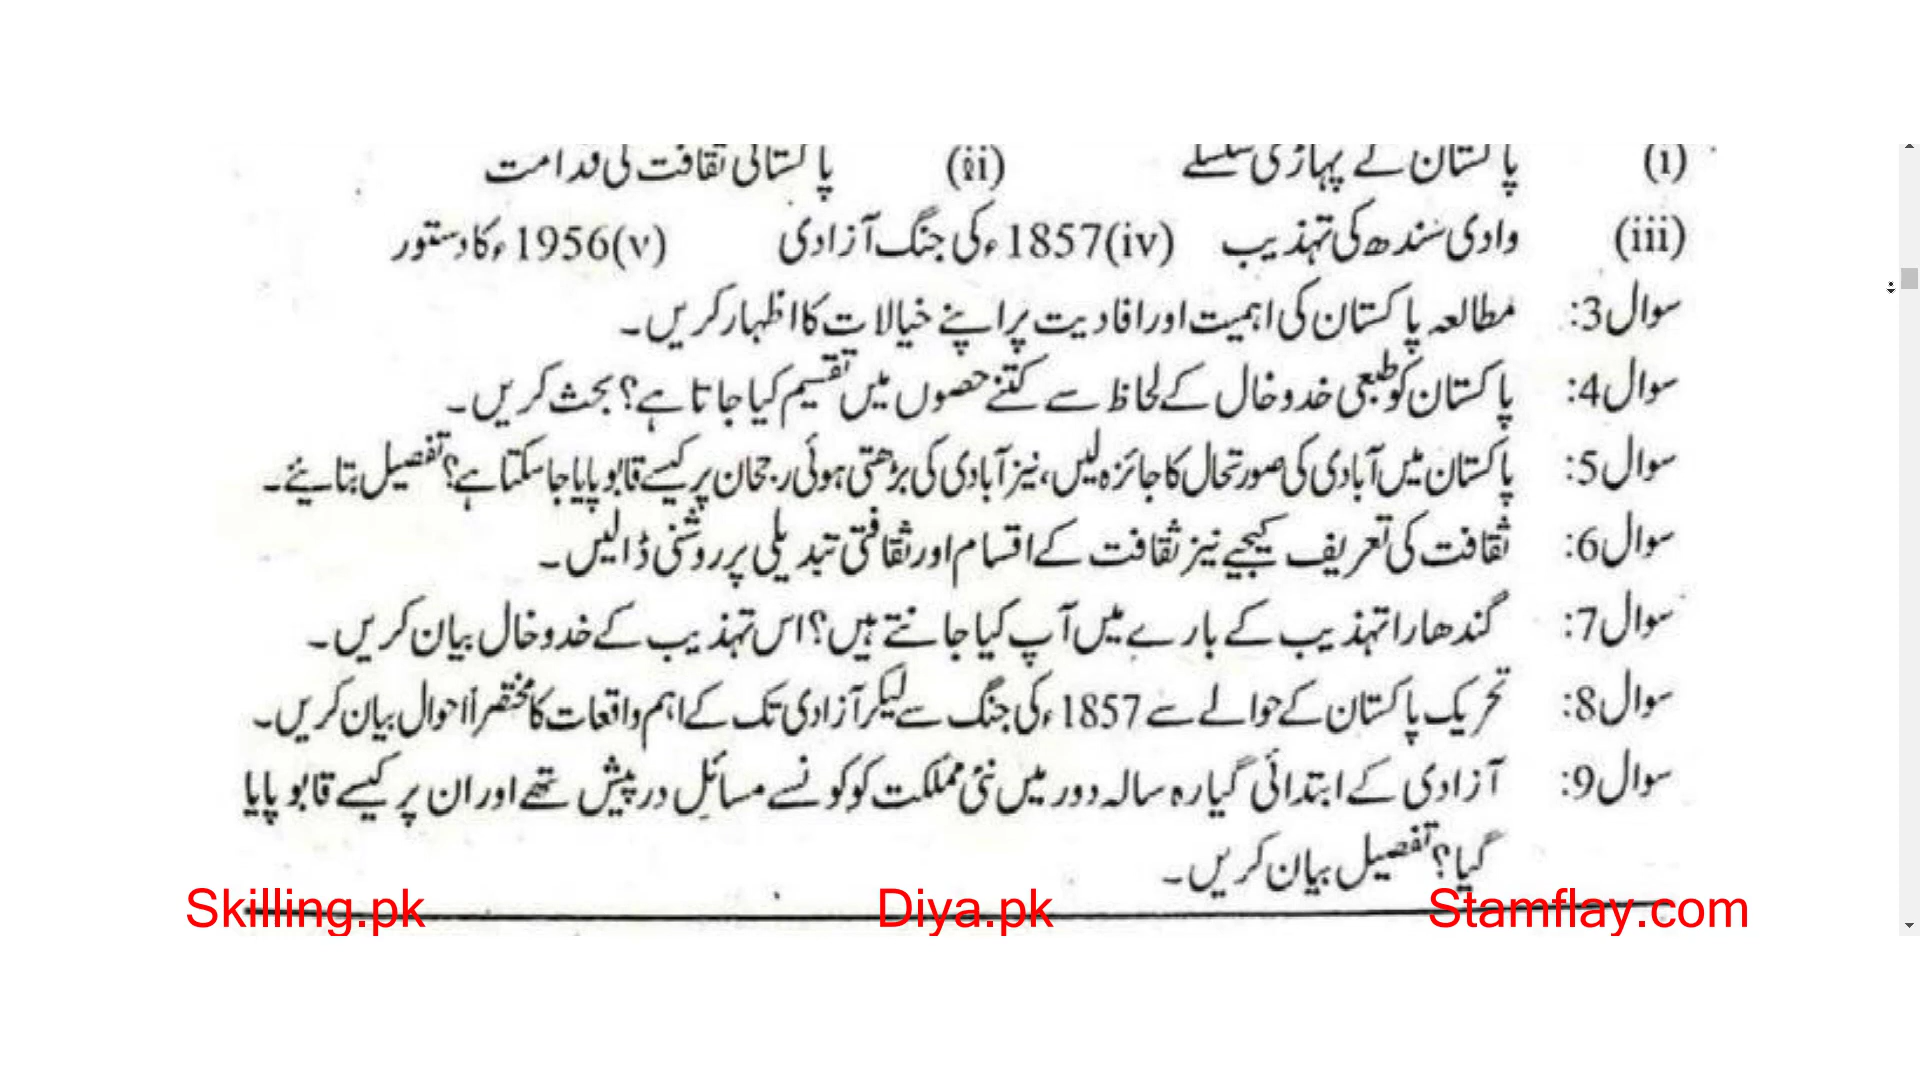 (i) پاکستان کے پہاڑی سلسلے (ii) پاکستانی ثقافت کی قدامت
(iii) وادی سندھ کی تہذیب (iv) 1857ء کی جنگ آزادی (v) 1956ء کا دستور
سوال 3: مطالعہ پاکستان کی اہمیت اور افادیت پر اپنے خیالات کا اظہار کریں۔
سوال 4: پاکستان کو طبعی خدوخال کے لحاظ سے کتنے حصوں میں تقسیم کیا جاتا ہے؟ بحث کریں۔
سوال 5: پاکستان میں آبادی کی صورتحال کا جائزہ لیں، نیز آبادی کی بڑھتی ہوئی رجحان پر کیسے قابو پایا جاسکتا ہے؟ تفصیل بتائیے۔
سوال 6: ثقافت کی تعریف کیجیے نیز ثقافت کے اقسام اور ثقافتی تبدیلی پر روشنی ڈالیں۔
سوال 7: گندھارا تہذیب کے بارے میں آپ کیا جانتے ہیں؟ اس تہذیب کے خدوخال بیان کریں۔
سوال 8: تحریک پاکستان کے حوالے سے 1857ء کی جنگ سے لیکر آزادی تک کے اہم واقعات کا مختصراً احوال بیان کریں۔
سوال 9: آزادی کے ابتدائی گیارہ سالہ دور میں نئی مملکت کو کونسے مسائل درپیش تھے اور ان پر کیسے قابو پایا
گیا؟ تفصیل بیان کریں۔
Skilling.pk Diya.pk Stamflay.com